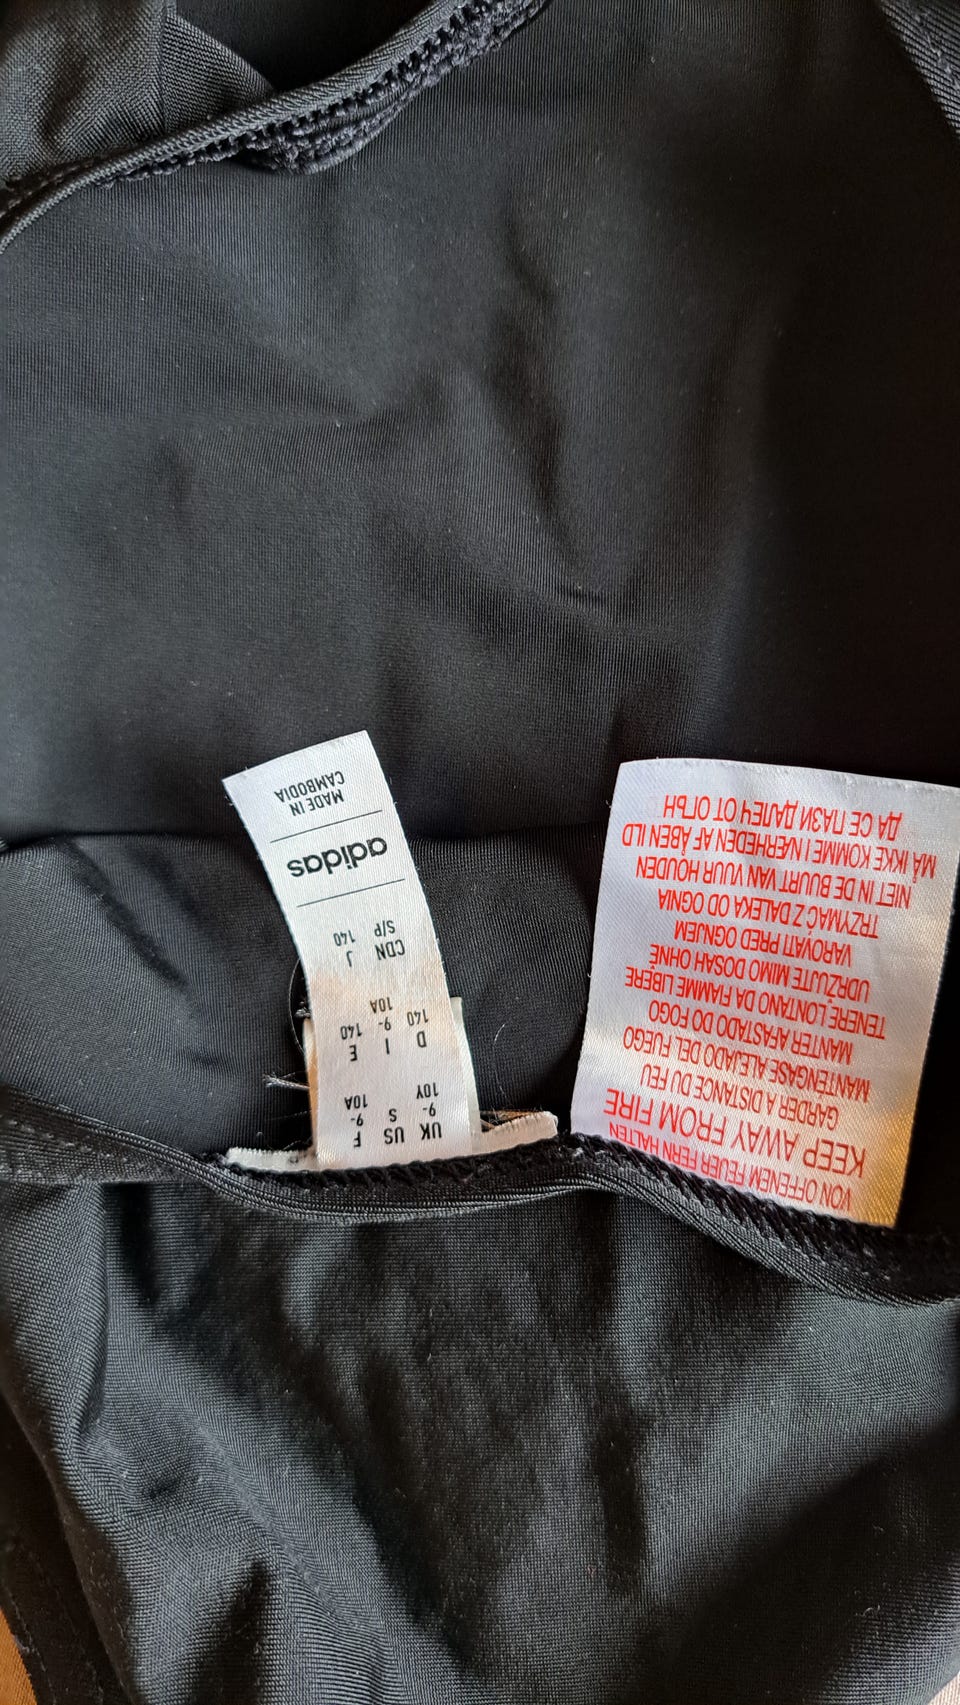 UK US F
9- S 9-
10Y 10A
D I E
140 9- 140
10A
CDN J
S/P 140
adidas
MADE IN
CAMBODIA
VON OFFENEM FEUER FERN HALTEN
KEEP AWAY FROM FIRE
GARDER A DISTANCE DU FEU
MANTÉNGASE ALEJADO DEL FUEGO
MANTER AFASTADO DO FOGO
TENERE LONTANO DA FIAMME LIBERE
UDRŽUJTE MIMO DOSAH OHNĚ
VAROVATI PRED OGNJEM
TRZYMAĆ Z DALEKA OD OGNIA
NIET IN DE BUURT VAN VUUR HOUDEN
MÅ IKKE KOMME I NÆRHEDEN AF ÅBEN ILD
ДА СЕ ПАЗИ ДАЛЕЧ ОТ ОГЪН